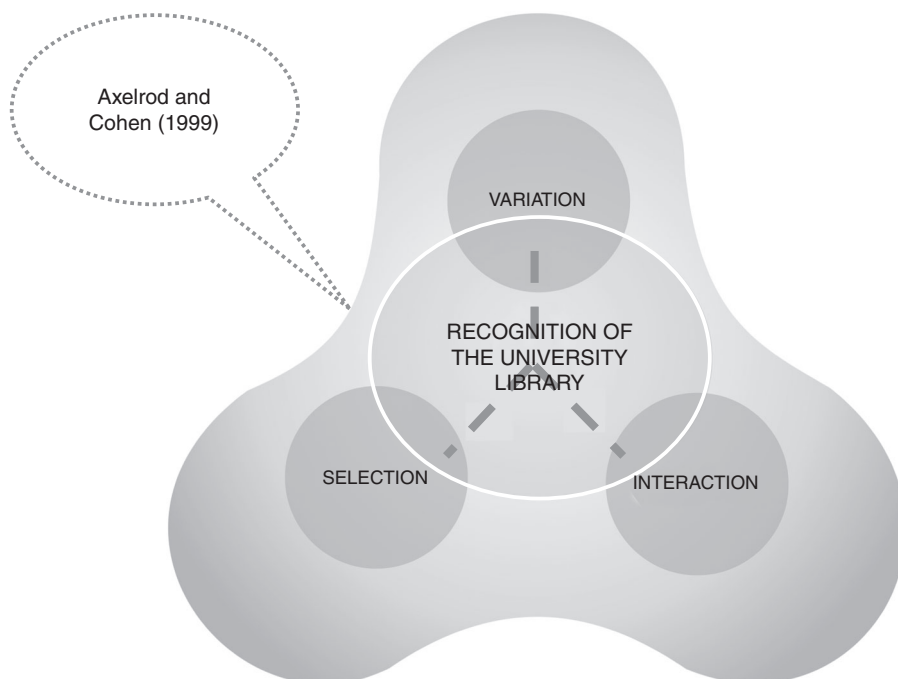 Axelrod and
Cohen (1999)
VARIATION
RECOGNITION OF
THE UNIVERSITY
LIBRARY
SELECTION
INTERACTION